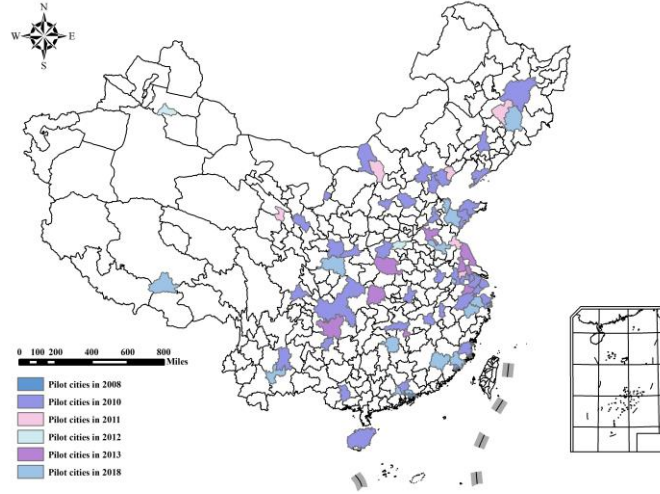 N
W E
S
0 100 200 400 600 800
Miles
Pilot cities in 2008
Pilot cities in 2010
Pilot cities in 2011
Pilot cities in 2012
Pilot cities in 2013
Pilot cities in 2018